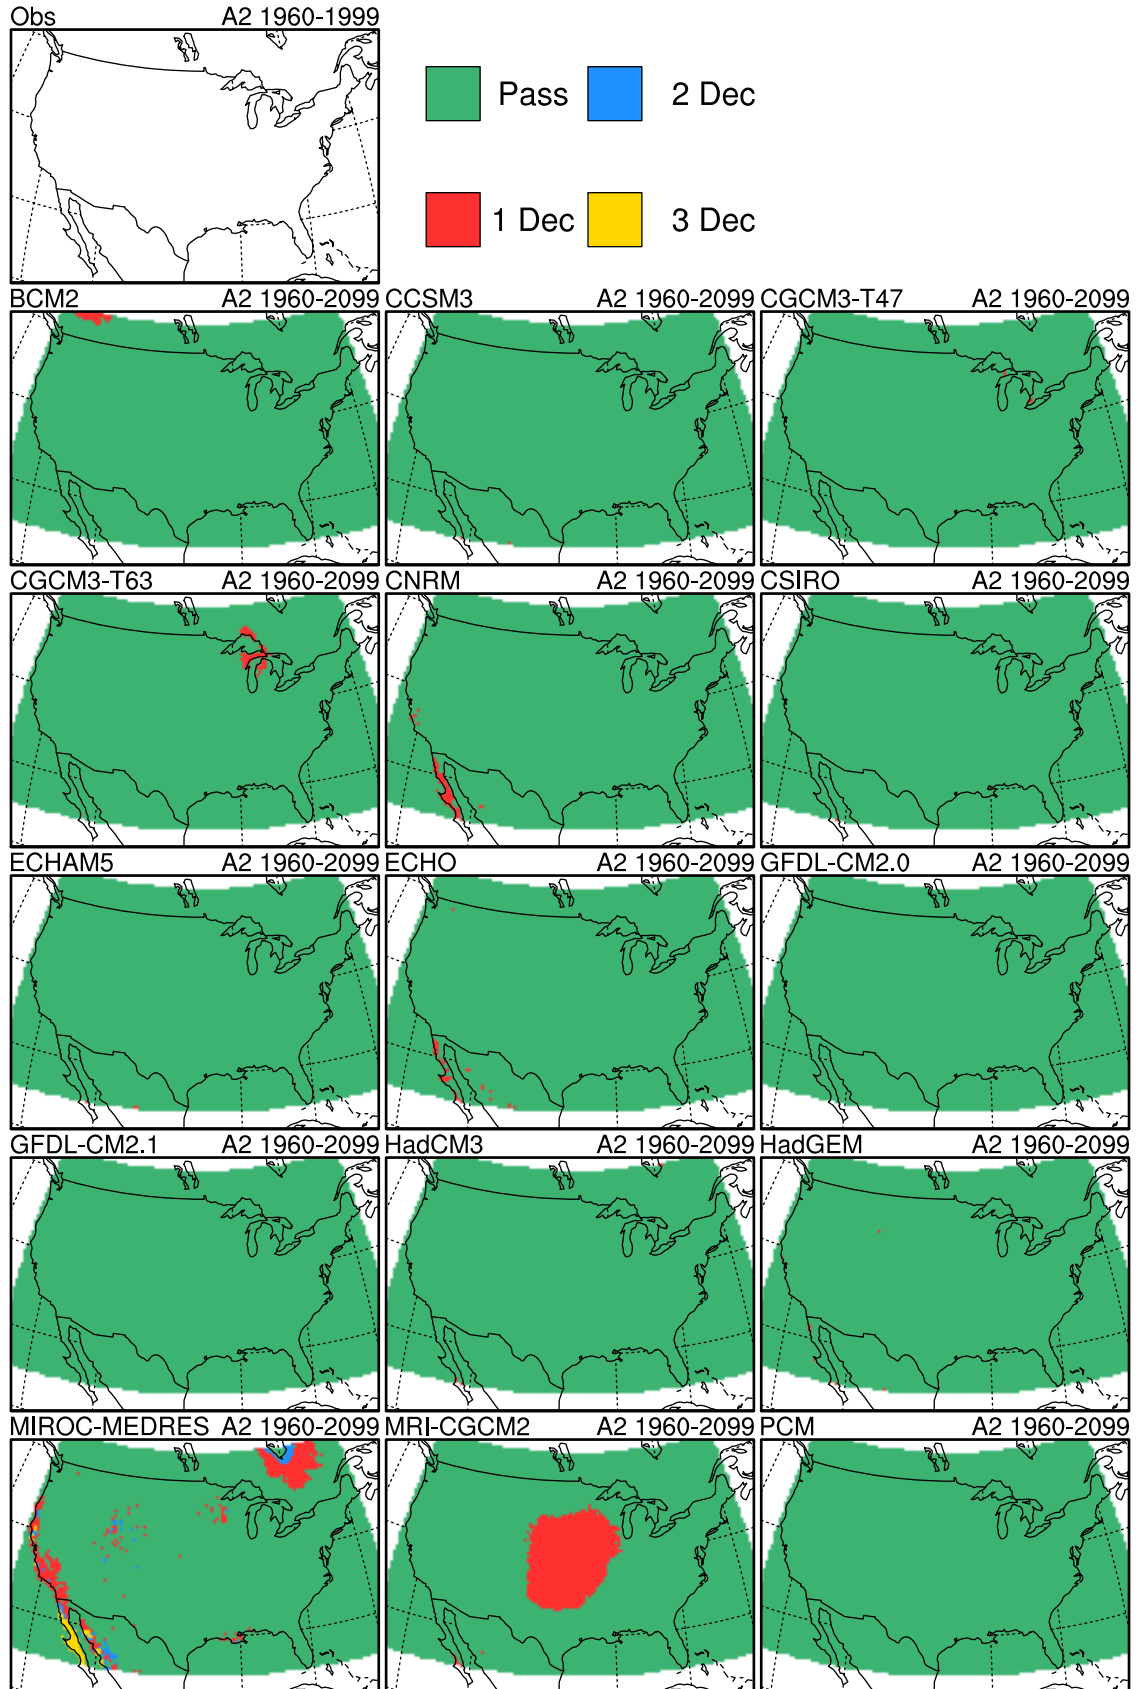 Obs A2 1960-1999
Pass 2 Dec
1 Dec 3 Dec
BCM2 A2 1960-2099 CCSM3 A2 1960-2099 CGCM3-T47 A2 1960-2099
CGCM3-T63 A2 1960-2099 CNRM A2 1960-2099 CSIRO A2 1960-2099
ECHAM5 A2 1960-2099 ECHO A2 1960-2099 GFDL-CM2.0 A2 1960-2099
GFDL-CM2.1 A2 1960-2099 HadCM3 A2 1960-2099 HadGEM A2 1960-2099
MIROC-MEDRES A2 1960-2099 MRI-CGCM2 A2 1960-2099 PCM A2 1960-2099